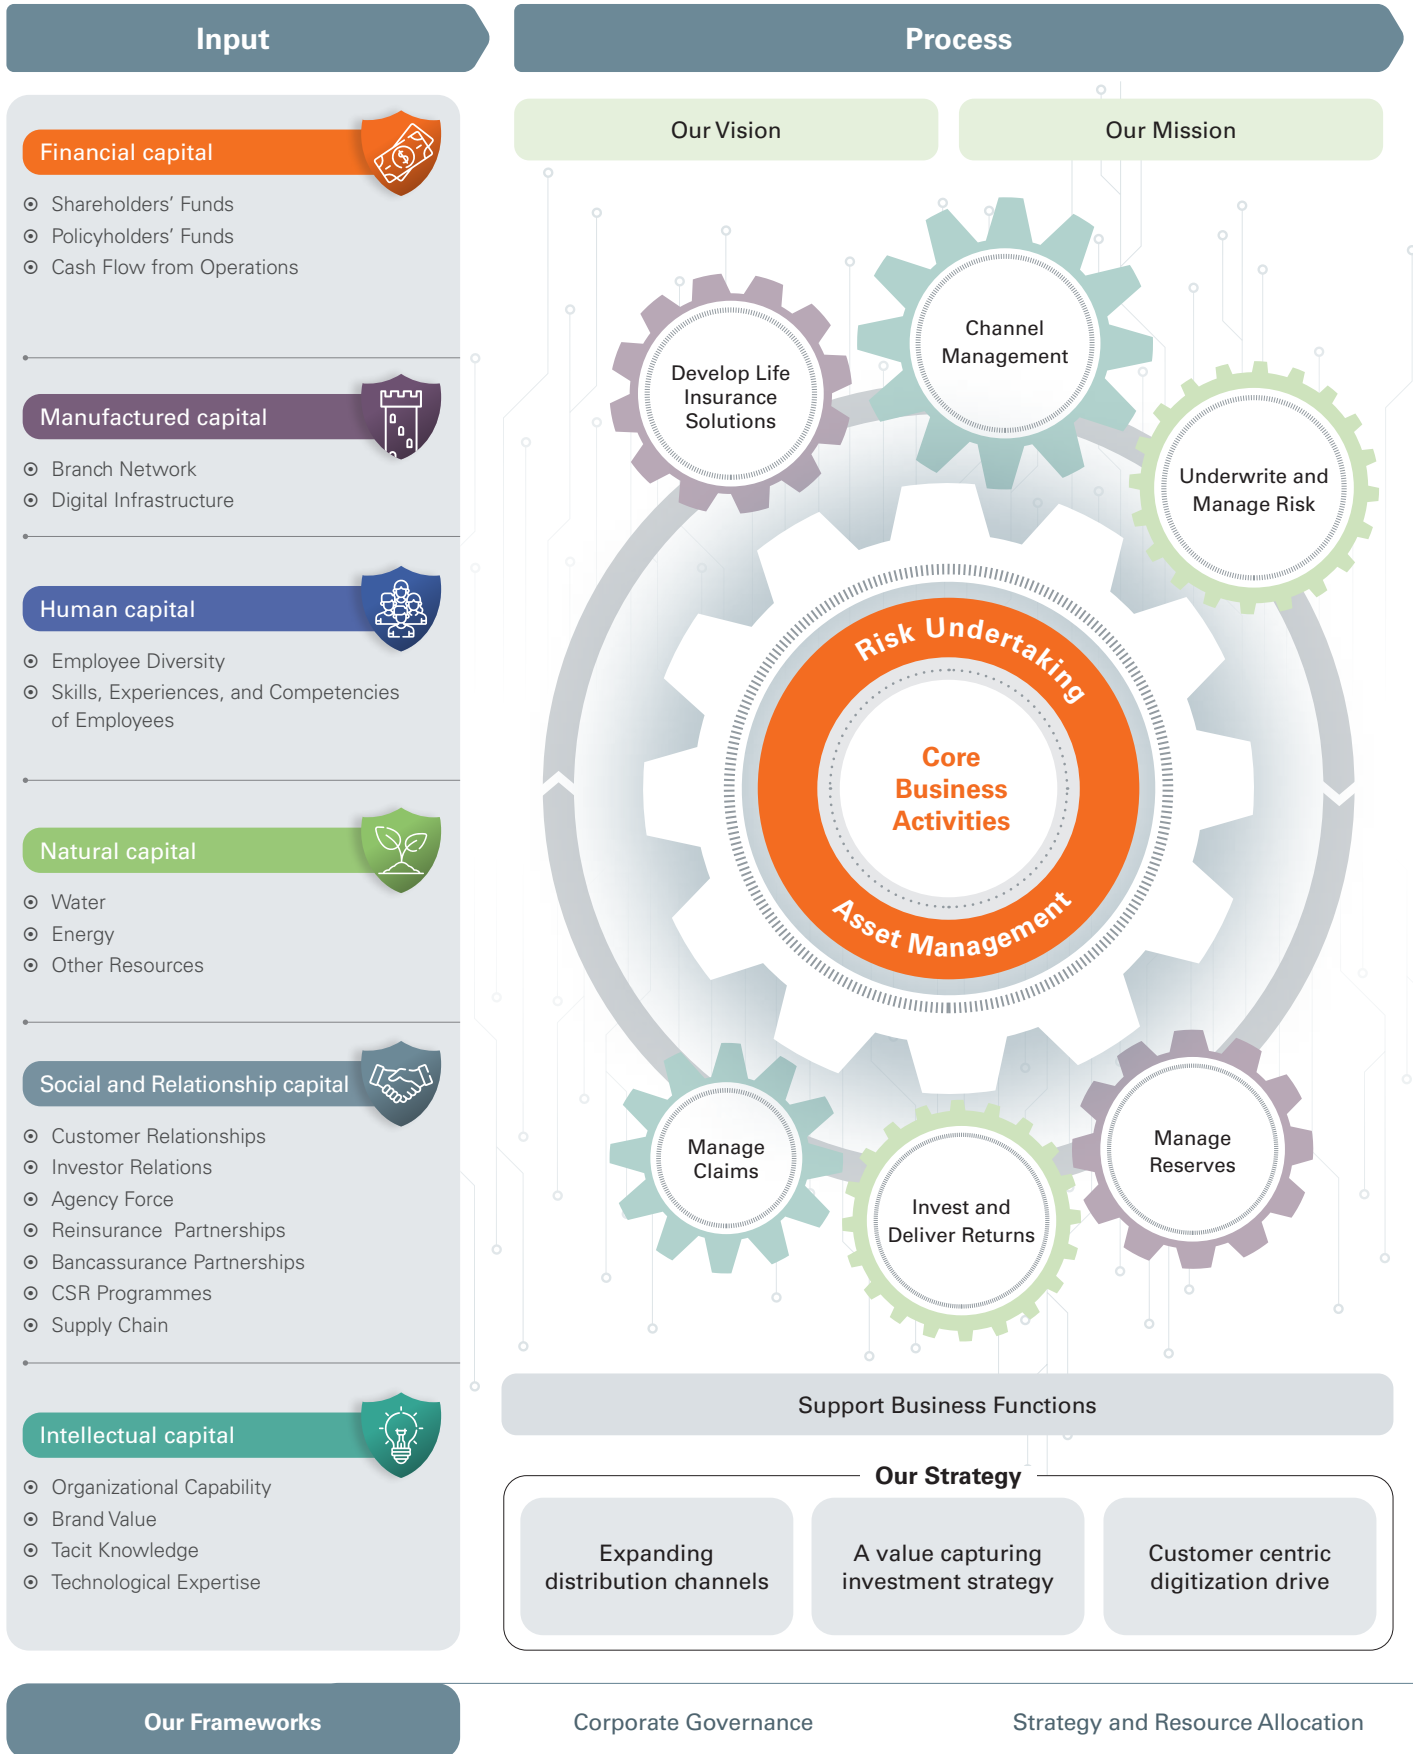 Input
Process
Financial capital
Shareholders’ Funds
Policyholders’ Funds
Cash Flow from Operations
Manufactured capital
Branch Network
Digital Infrastructure
Human capital
Employee Diversity
Skills, Experiences, and Competencies
of Employees
Natural capital
Water
Energy
Other Resources
Social and Relationship capital
Customer Relationships
Investor Relations
Agency Force
Reinsurance Partnerships
Bancassurance Partnerships
CSR Programmes
Supply Chain
Intellectual capital
Organizational Capability
Brand Value
Tacit Knowledge
Technological Expertise
Our Vision
Our Mission
Develop Life
Insurance
Solutions
Channel
Management
Underwrite and
Manage Risk
Risk Undertaking
Core
Business
Activities
Asset Management
Manage
Claims
Invest and
Deliver Returns
Manage
Reserves
Support Business Functions
Our Strategy
Expanding
distribution channels
A value capturing
investment strategy
Customer centric
digitization drive
Our Frameworks
Corporate Governance
Strategy and Resource Allocation